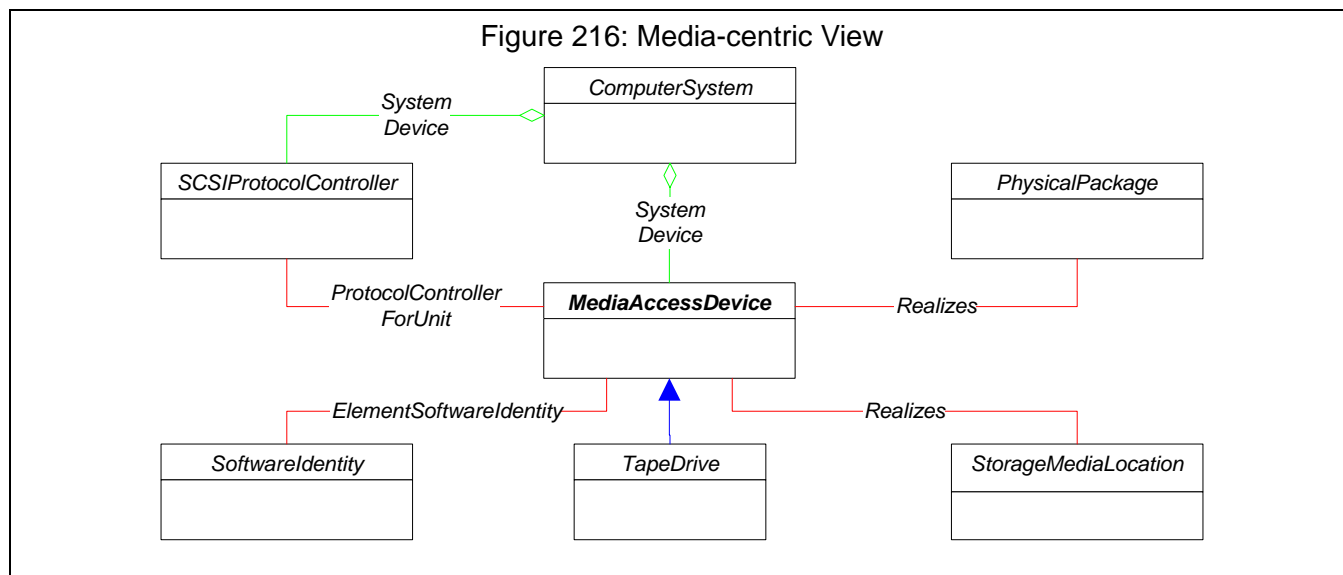 Figure 216: Media-centric View
ComputerSystem
System
Device
SCSIProtocolController
PhysicalPackage
System
Device
ProtocolController
ForUnit
MediaAccessDevice
Realizes
ElementSoftwareIdentity
Realizes
SoftwareIdentity
TapeDrive
StorageMediaLocation